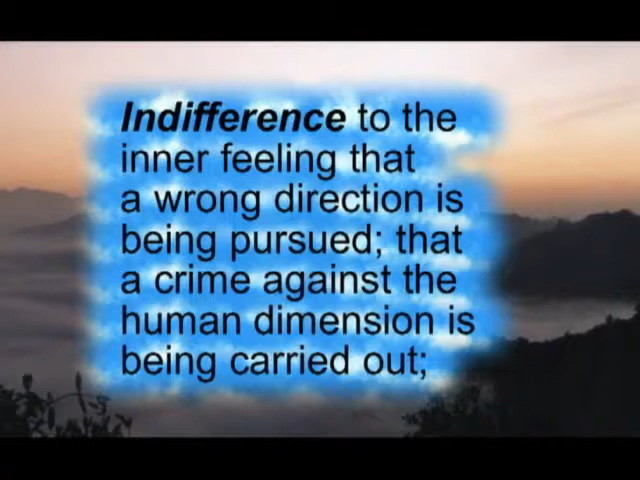 Indifference to the
inner feeling that
a wrong direction is
being pursued; that
a crime against the
human dimension is
being carried out;